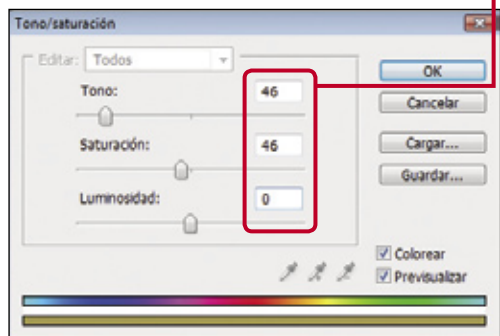 Tono/saturación
Editar: Todos
OK
Tono: 46
Cancelar
Saturación: 46
Cargar...
Guardar...
Luminosidad: 0
Colorear
Previsualizar